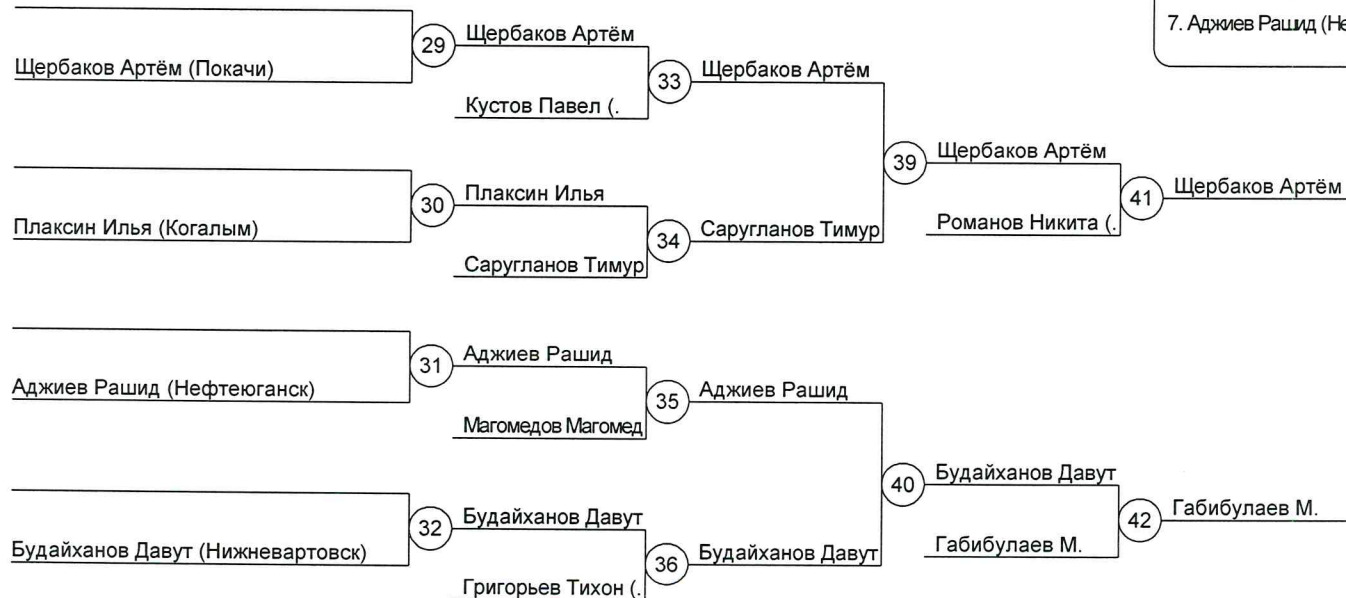 7. Аджиев Рашид (Не
29
Щербаков Артём
Щербаков Артём (Покачи)
33
Щербаков Артём
Кустов Павел (.
39
Щербаков Артём
30
Плаксин Илья
41
Щербаков Артём
Плаксин Илья (Когалым)
34
Саругланов Тимур
Романов Никита (.
Саругланов Тимур
31
Аджиев Рашид
Аджиев Рашид (Нефтеюганск)
35
Аджиев Рашид
Магомедов Магомед
40
Будайханов Давут
32
Будайханов Давут
42
Габибулаев М.
Будайханов Давут (Нижневартовск)
36
Будайханов Давут
Габибулаев М.
Григорьев Тихон (.